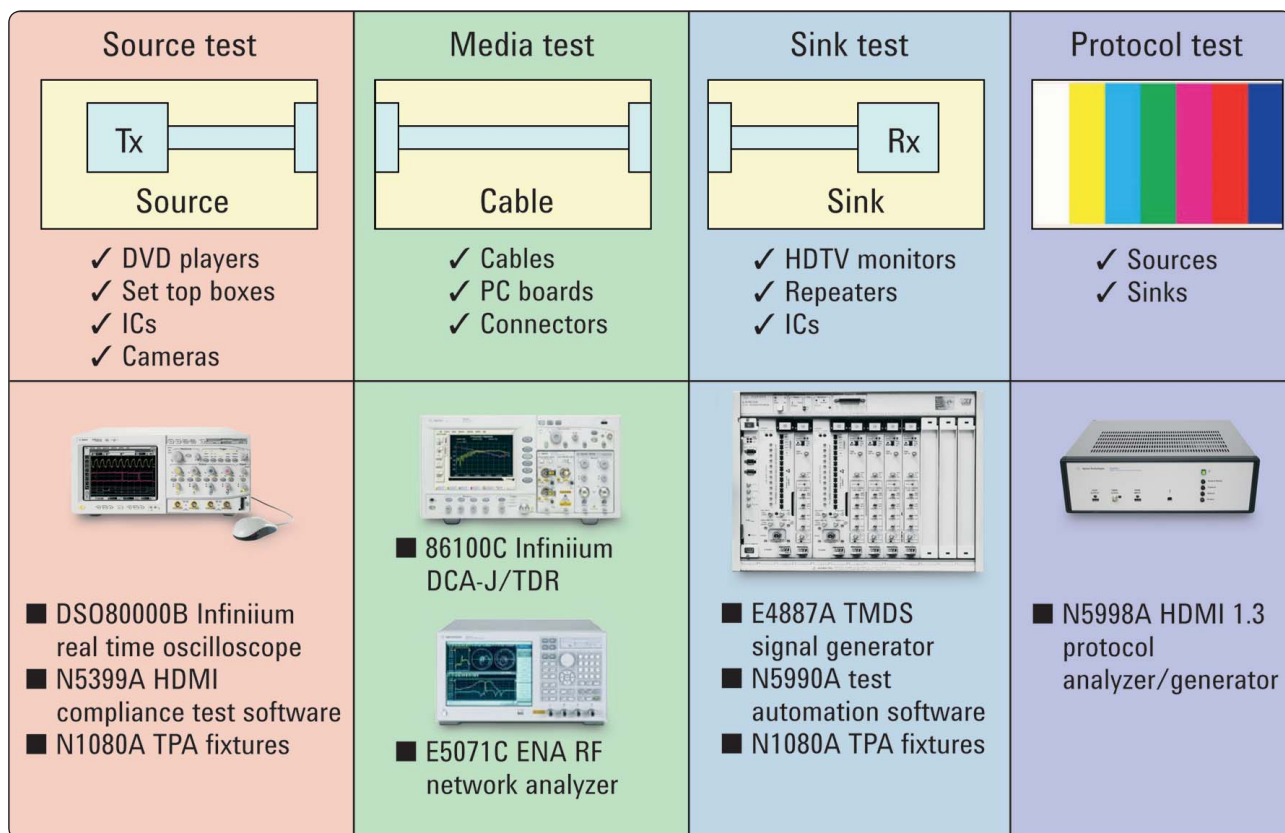 Source test
Tx
Source
✓ DVD players
✓ Set top boxes
✓ ICs
✓ Cameras
■ DSO80000B Infiniium
real time oscilloscope
■ N5399A HDMI
compliance test software
■ N1080A TPA fixtures
Media test
Cable
✓ Cables
✓ PC boards
✓ Connectors
■ 86100C Infiniium
DCA-J/TDR
■ E5071C ENA RF
network analyzer
Sink test
Rx
Sink
✓ HDTV monitors
✓ Repeaters
✓ ICs
■ E4887A TMDS
signal generator
■ N5990A test
automation software
■ N1080A TPA fixtures
Protocol test
✓ Sources
✓ Sinks
■ N5998A HDMI 1.3
protocol
analyzer/generator